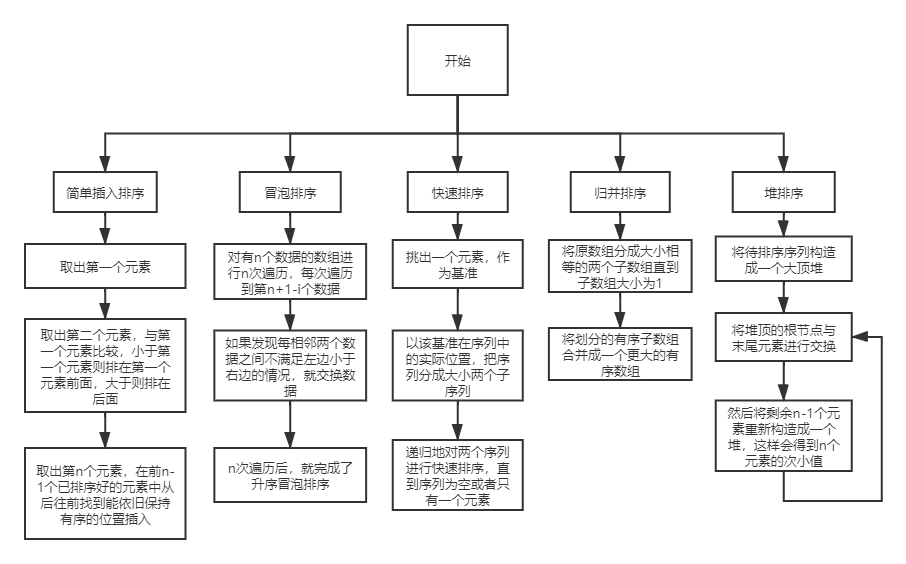 开始
简单插入排序
取出第一个元素
取出第二个元素，与第
一个元素比较，小于第
一个元素则排在第一个
元素前面，大于则排在
后面
取出第n个元素，在前n-
1个已排序好的元素中从
后往前找到能依旧保持
有序的位置插入
冒泡排序
对有n个数据的数组进
行n次遍历，每次遍历
到第n+1-i个数据
如果发现每相邻两个数
据之间不满足左边小于
右边的情况，就交换数
据
n次遍历后，就完成了
升序冒泡排序
快速排序
挑出一个元素，作
为基准
以该基准在序列中
的实际位置，把序
列分成大小两个子
序列
递归地对两个序列
进行快速排序，直
到序列为空或者只
有一个元素
归并排序
将原数组分成大小相
等的两个子数组直到
子数组大小为1
将划分的有序子数组
合并成一个更大的有
序数组
堆排序
将待排序序列构造
成一个大顶堆
将堆顶的根节点与
末尾元素进行交换
然后将剩余n-1个元
素重新构造成一个
堆，这样会得到n个
元素的次小值